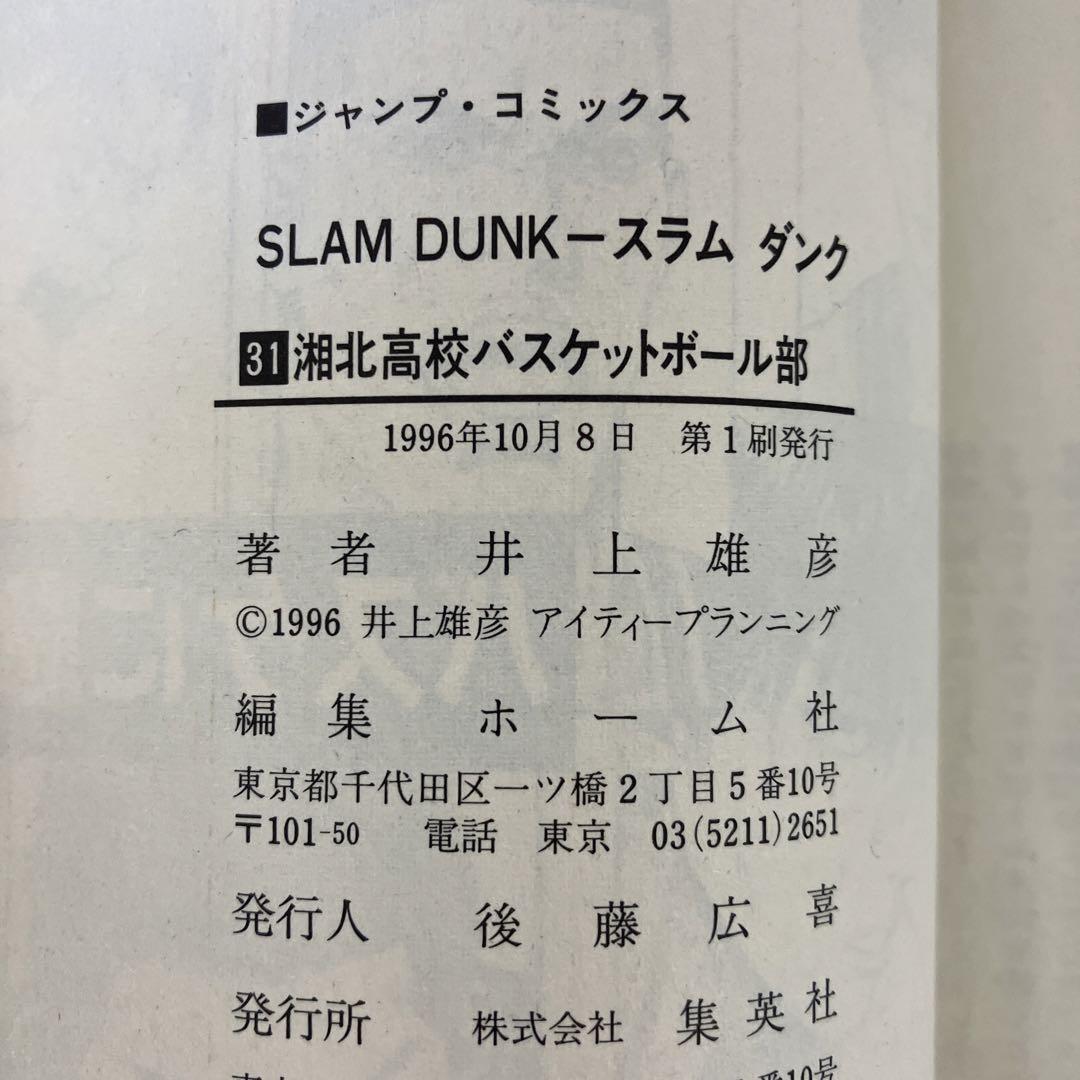 ■ジャンプ・コミックス
SLAM DUNK－スラム ダンク
31 湘北高校バスケットボール部
1996年10月8日 第1刷発行
著者 井上雄彦
©1996 井上雄彦 アイティープランニング
編集 ホーム社
東京都千代田区一ツ橋2丁目5番10号
〒101-50 電話 東京 03(5211)2651
発行人 後藤広喜
発行所 株式会社 集英社
番10号